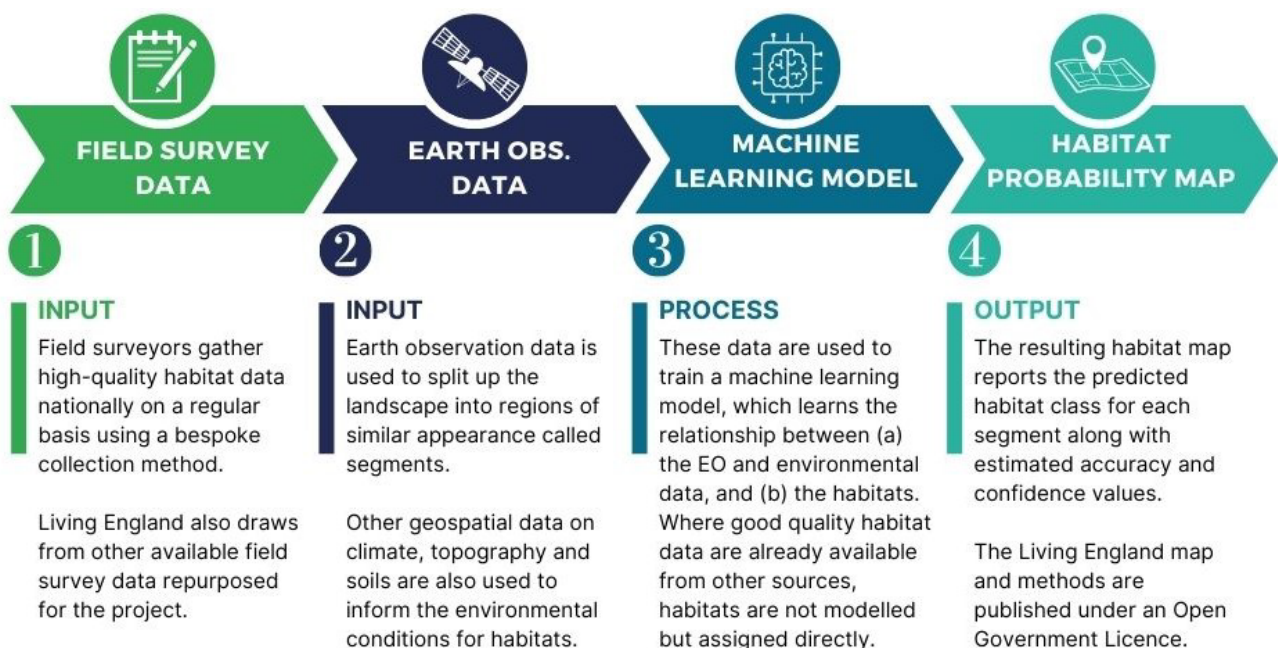 FIELD SURVEY
DATA
EARTH OBS.
DATA
MACHINE
LEARNING MODEL
HABITAT
PROBABILITY MAP
1
INPUT
Field surveyors gather
high-quality habitat data
nationally on a regular
basis using a bespoke
collection method.
Living England also draws
from other available field
survey data repurposed
for the project.
2
INPUT
Earth observation data is
used to split up the
landscape into regions of
similar appearance called
segments.
Other geospatial data on
climate, topography and
soils are also used to
inform the environmental
conditions for habitats.
3
PROCESS
These data are used to
train a machine learning
model, which learns the
relationship between (a)
the EO and environmental
data, and (b) the habitats.
Where good quality habitat
data are already available
from other sources,
habitats are not modelled
but assigned directly.
4
OUTPUT
The resulting habitat map
reports the predicted
habitat class for each
segment along with
estimated accuracy and
confidence values.
The Living England map
and methods are
published under an Open
Government Licence.